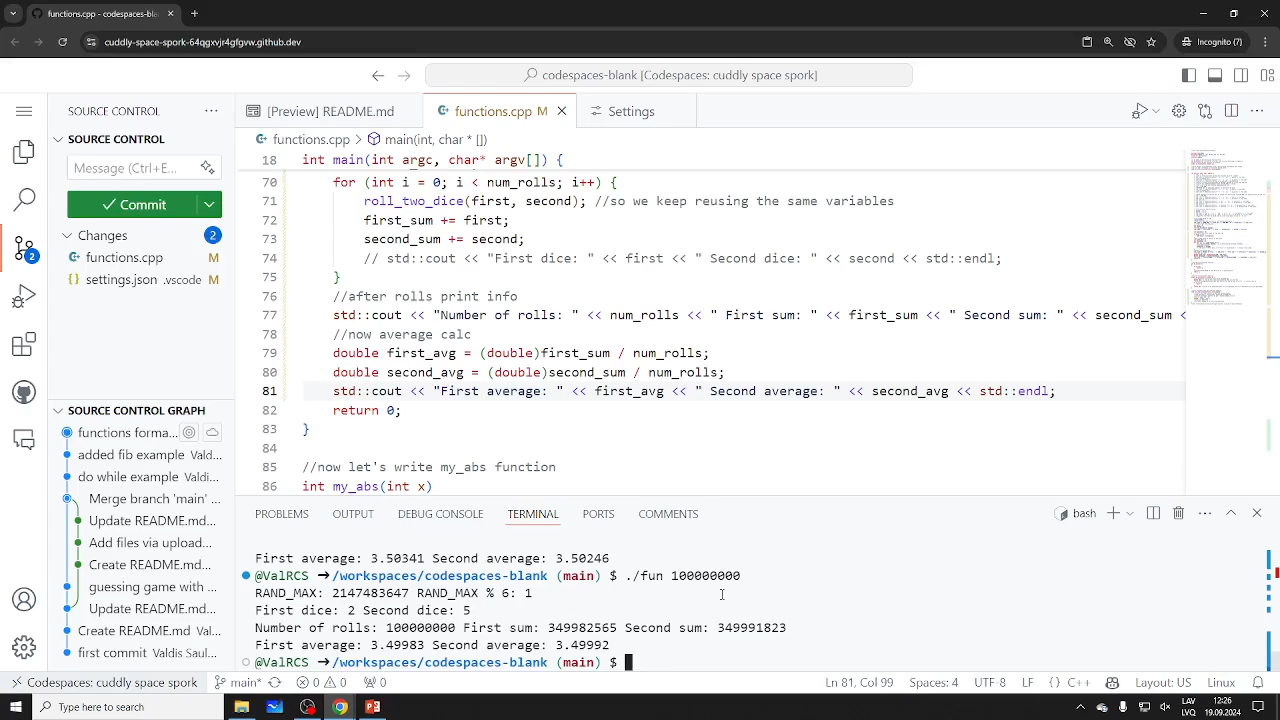 functions.cpp - codespaces-bl
cuddly-space-spork-64qgxvjr4gfgvw.github.dev
Incognito (7)
codespaces-blank [Codespaces: cuddly space spork]
SOURCE CONTROL
[Preview] README.md
functions.cpp M
Settings
SOURCE CONTROL
functions.cpp > main(int, char * [])
Message (Ctrl+E...
Commit
Changes 2
functions.cpp M
settings.json .vscode M
2
18 int main(int argc, char* argv[]) {
70 for (int i = 0; i < num_rolls; i++)
71 roll_two_dice(first, second); //so we keep reusing the same variables
72 first_sum += first;
73 second_sum += second;
74 // std::cout << "First dice: " << first << " Second dice: " << second << std::endl;
75 }
76 //after rolls print info
77 std::cout << "Number of rolls: " << num_rolls << " First sum: " << first_sum << " Second sum: " << second_sum <
78 //now average calc
79 double first_avg = (double)first_sum / num_rolls;
80 double second_avg = (double)second_sum / num_rolls;
81 std::cout << "First average: " << first_avg << " Second average: " << second_avg << std::endl;
82 return 0;
83 }
84
85 //now let's write my_abs function
86 int my_abs(int x)
SOURCE CONTROL GRAPH
functions forma...
added fib example Vald...
do while example Valdi...
Merge branch 'main' ...
Update README.md...
Add files via upload...
Create README.md...
guessing game with ...
Update README.md...
Create README.md Val...
first commit Valdis Saul...
PROBLEMS OUTPUT DEBUG CONSOLE TERMINAL PORTS COMMENTS
bash
First average: 3.50341 Second average: 3.50246
@ValRCS ➜/workspaces/codespaces-blank (main) $ ./fun 100000000
RAND_MAX: 2147483647 RAND_MAX % 6: 1
First dice: 2 Second dice: 5
Number of rolls: 100000000 First sum: 349982565 Second sum: 349991823
First average: 3.49983 Second average: 3.49992
@ValRCS ➜/workspaces/codespaces-blank (main) $
Codespaces: cuddly space spork
main*
0 0
0
Ln 81, Col 99
Spaces: 4
UTF-8
LF
{} C++
Layout: US
Linux
Type here to search
LAV
12:26
19.09.2024